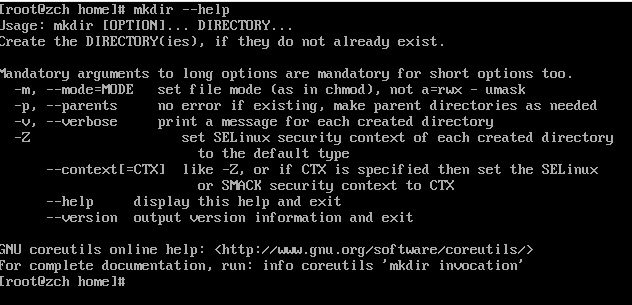 [root@zch home]# mkdir --help
Usage: mkdir [OPTION]... DIRECTORY...
Create the DIRECTORY(ies), if they do not already exist.

Mandatory arguments to long options are mandatory for short options too.
  -m, --mode=MODE   set file mode (as in chmod), not a=rwx - umask
  -p, --parents     no error if existing, make parent directories as needed
  -v, --verbose     print a message for each created directory
  -Z                   set SELinux security context of each created directory
                         to the default type
      --context[=CTX]  like -Z, or if CTX is specified then set the SELinux
                         or SMACK security context to CTX
      --help     display this help and exit
      --version  output version information and exit

GNU coreutils online help: <http://www.gnu.org/software/coreutils/>
For complete documentation, run: info coreutils 'mkdir invocation'
[root@zch home]#